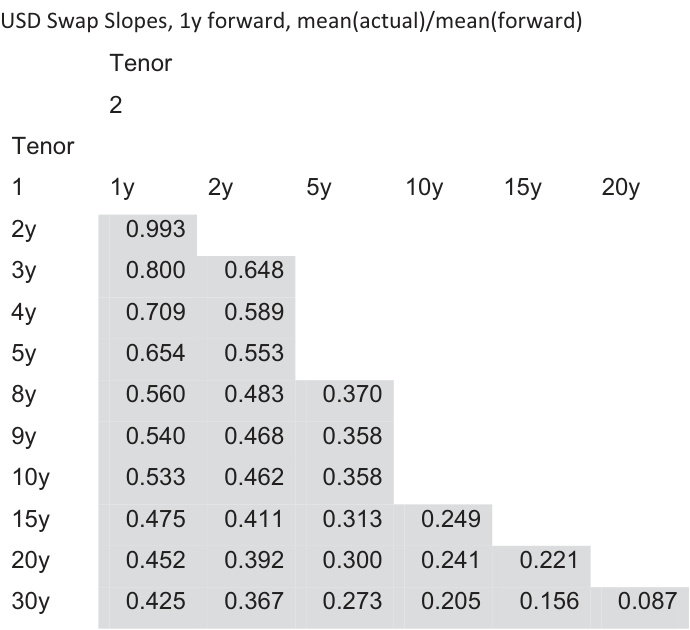 USD Swap Slopes, 1y forward, mean(actual)/mean(forward)
Tenor
2
Tenor
1 1y 2y 5y 10y 15y 20y
2y 0.993
3y 0.800 0.648
4y 0.709 0.589
5y 0.654 0.553
8y 0.560 0.483 0.370
9y 0.540 0.468 0.358
10y 0.533 0.462 0.358
15y 0.475 0.411 0.313 0.249
20y 0.452 0.392 0.300 0.241 0.221
30y 0.425 0.367 0.273 0.205 0.156 0.087